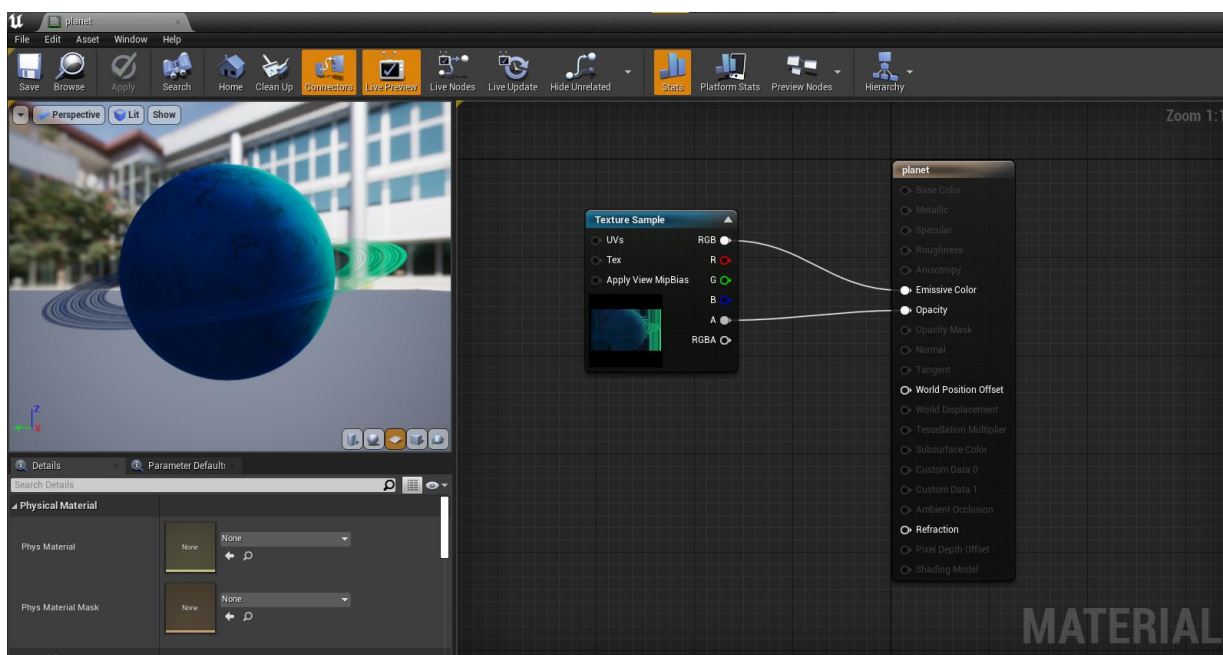 planet
File Edit Asset Window Help
Save Browse Apply Search Home Clean Up Connectors Live Preview Live Nodes Live Update Hide Unrelated Stats Platform Stats Preview Nodes Hierarchy
Perspective Lit Show
Zoom 1:1
planet
Base Color
Metallic
Specular
Roughness
Anisotropy
Emissive Color
Opacity
Opacity Mask
Normal
Tangent
World Position Offset
World Displacement
Tessellation Multiplier
Subsurface Color
Custom Data 0
Custom Data 1
Ambient Occlusion
Refraction
Pixel Depth Offset
Shading Model
Texture Sample
UVs RGB
Tex R
Apply View MipBias G
B
A
RGBA
Z
Y X
Details Parameter Default
Search Details
Physical Material
Phys Material None None
Phys Material Mask None None
MATERIAL